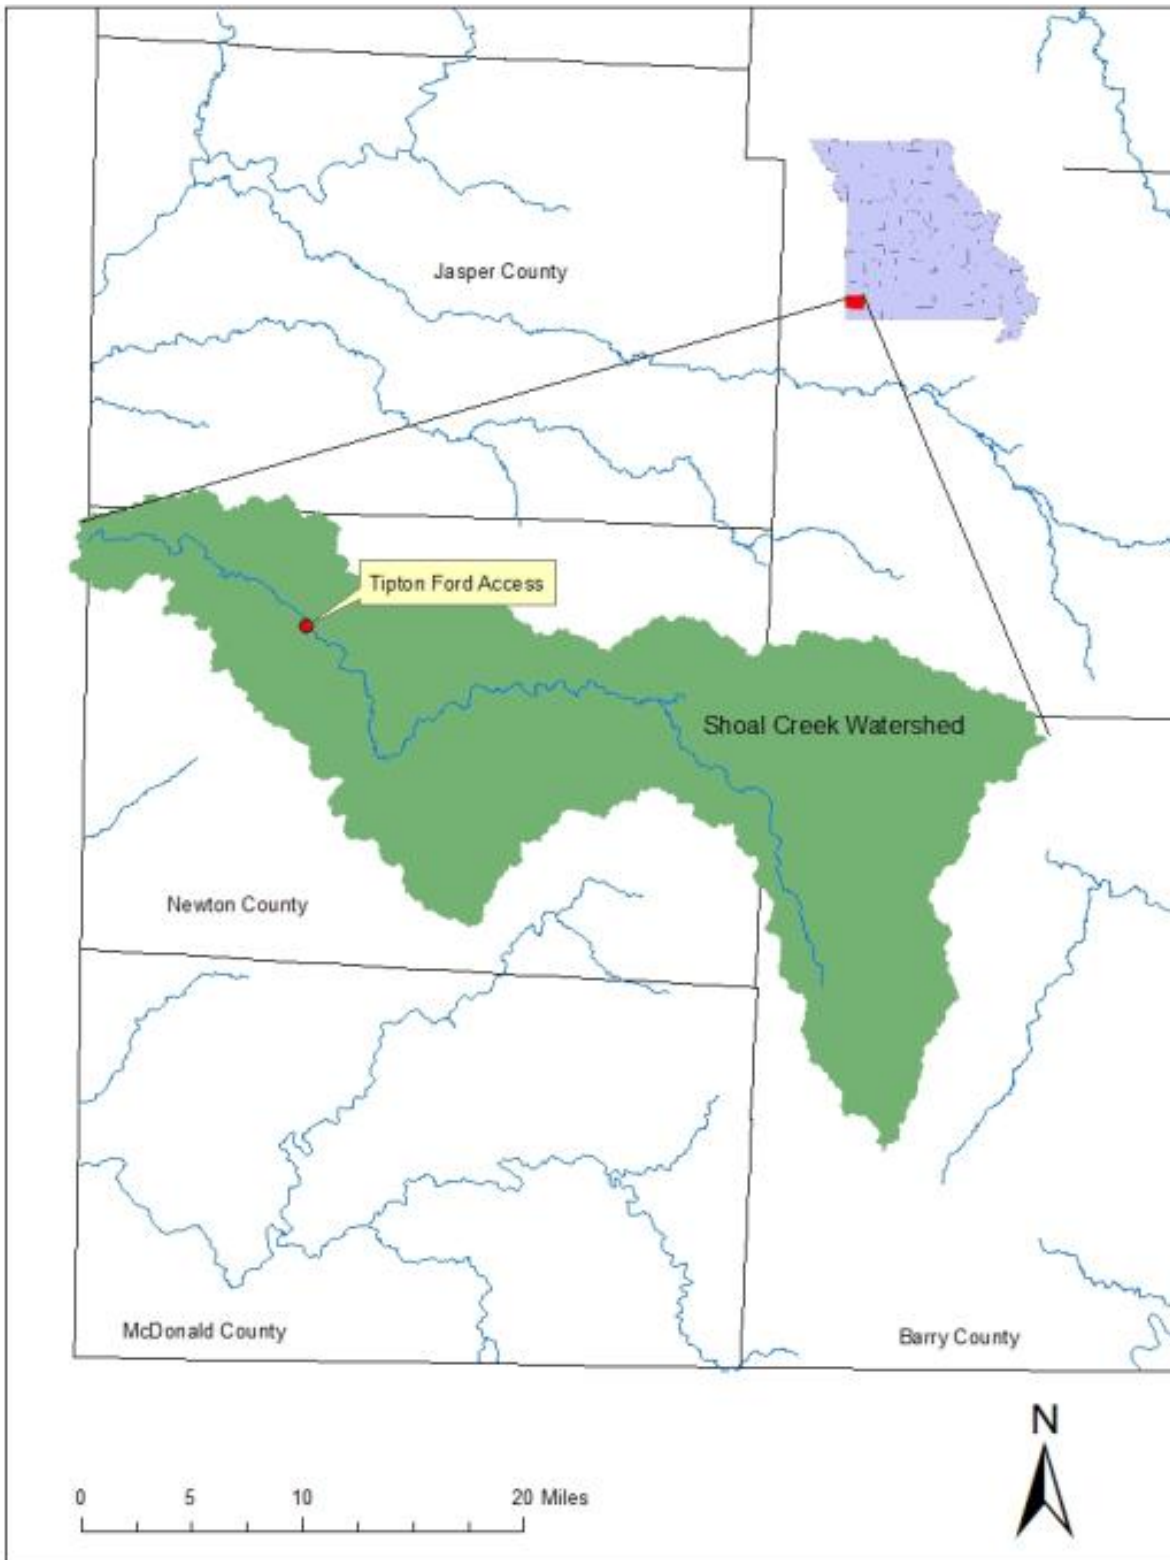 Jasper County
Tipton Ford Access
Shoal Creek Watershed
Newton County
McDonald County
Barry County
N
0 5 10 20 Miles